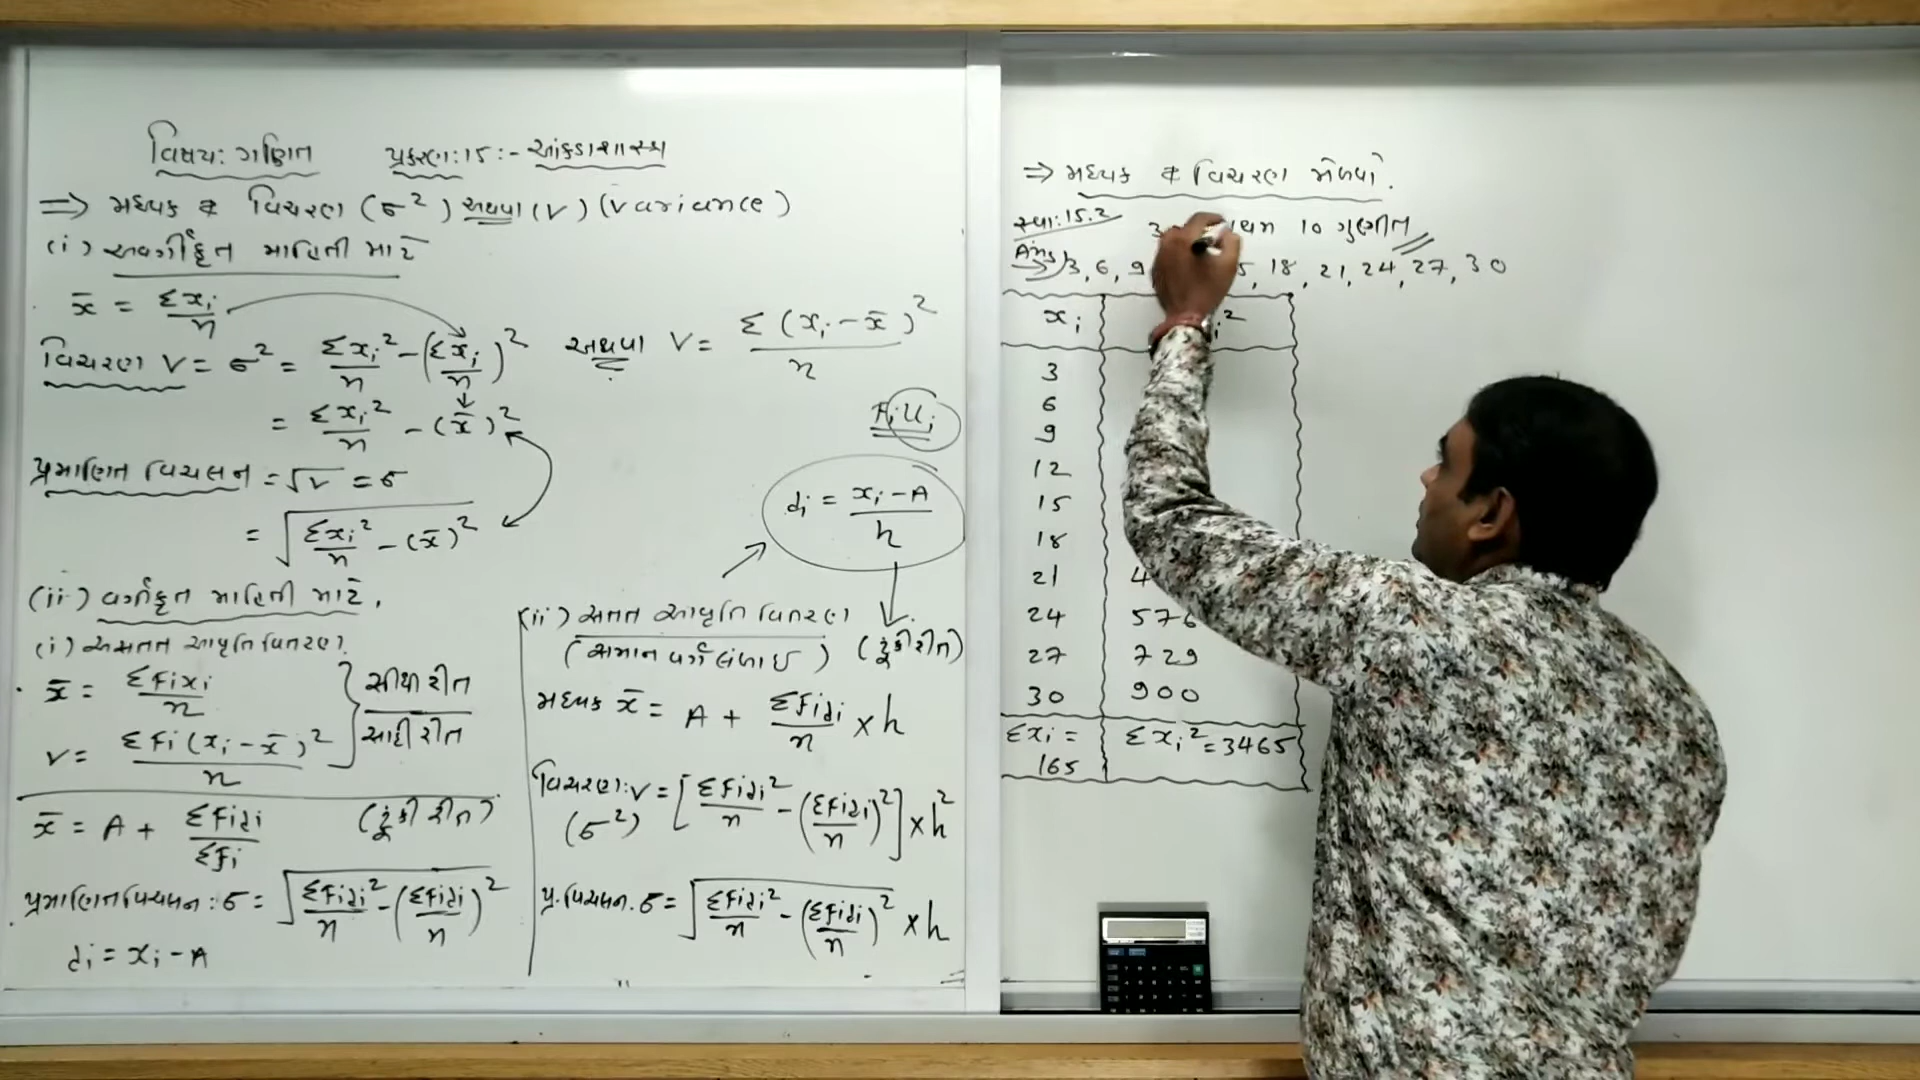 વિષય: ગણિત પ્રકરણ: 15 :- આંકડાશાસ્ત્ર
⇒ મધ્યક & વિચરણ (σ²) અથવા (V) (Variance)
(i) અવર્ગીકૃત માહિતી માટે
x̄ = Σxᵢ/n
વિચરણ V = σ² = Σxᵢ²/n - (Σxᵢ/n)² અથવા V = Σ(xᵢ - x̄)²/n
= Σxᵢ²/n - (x̄)²
પ્રમાણિત વિચલન = √V = σ
= √(Σxᵢ²/n - (x̄)²)
(ii) વર્ગીકૃત માહિતી માટે,
(i) અસતત આવૃત્તિ વિતરણ.
x̄ = Σfixi/n
V = Σfi(xᵢ - x̄)²/n
સીધી રીત
સાદી રીત
x̄ = A + Σfidi/Σfi (ટૂંકી રીત)
પ્રમાણિત વિચલન: σ = √(Σfidi²/n - (Σfidi/n)²)
di = xᵢ - A
FiUi
di = (xᵢ - A)/h
(ii) સતત આવૃત્તિ વિતરણ
(સમાન વર્ગલંબાઈ) (ટૂંકી રીત)
મધ્યક x̄ = A + Σfidi/n × h
વિચરણ: V = [Σfidi²/n - (Σfidi/n)²] × h²
(σ²)
પ્ર. વિચલન. σ = √(Σfidi²/n - (Σfidi/n)²) × h
⇒ મધ્યક & વિચરણ મેળવો.
સ્વા: 15.2 3 10 ગુણીત
Ans
→ 3, 6, 9 18, 21, 24, 27, 30
xᵢ
3
6
9
12
15
18
21 4
24 576
27 729
30 900
Σxi = Σxᵢ² = 3465
165